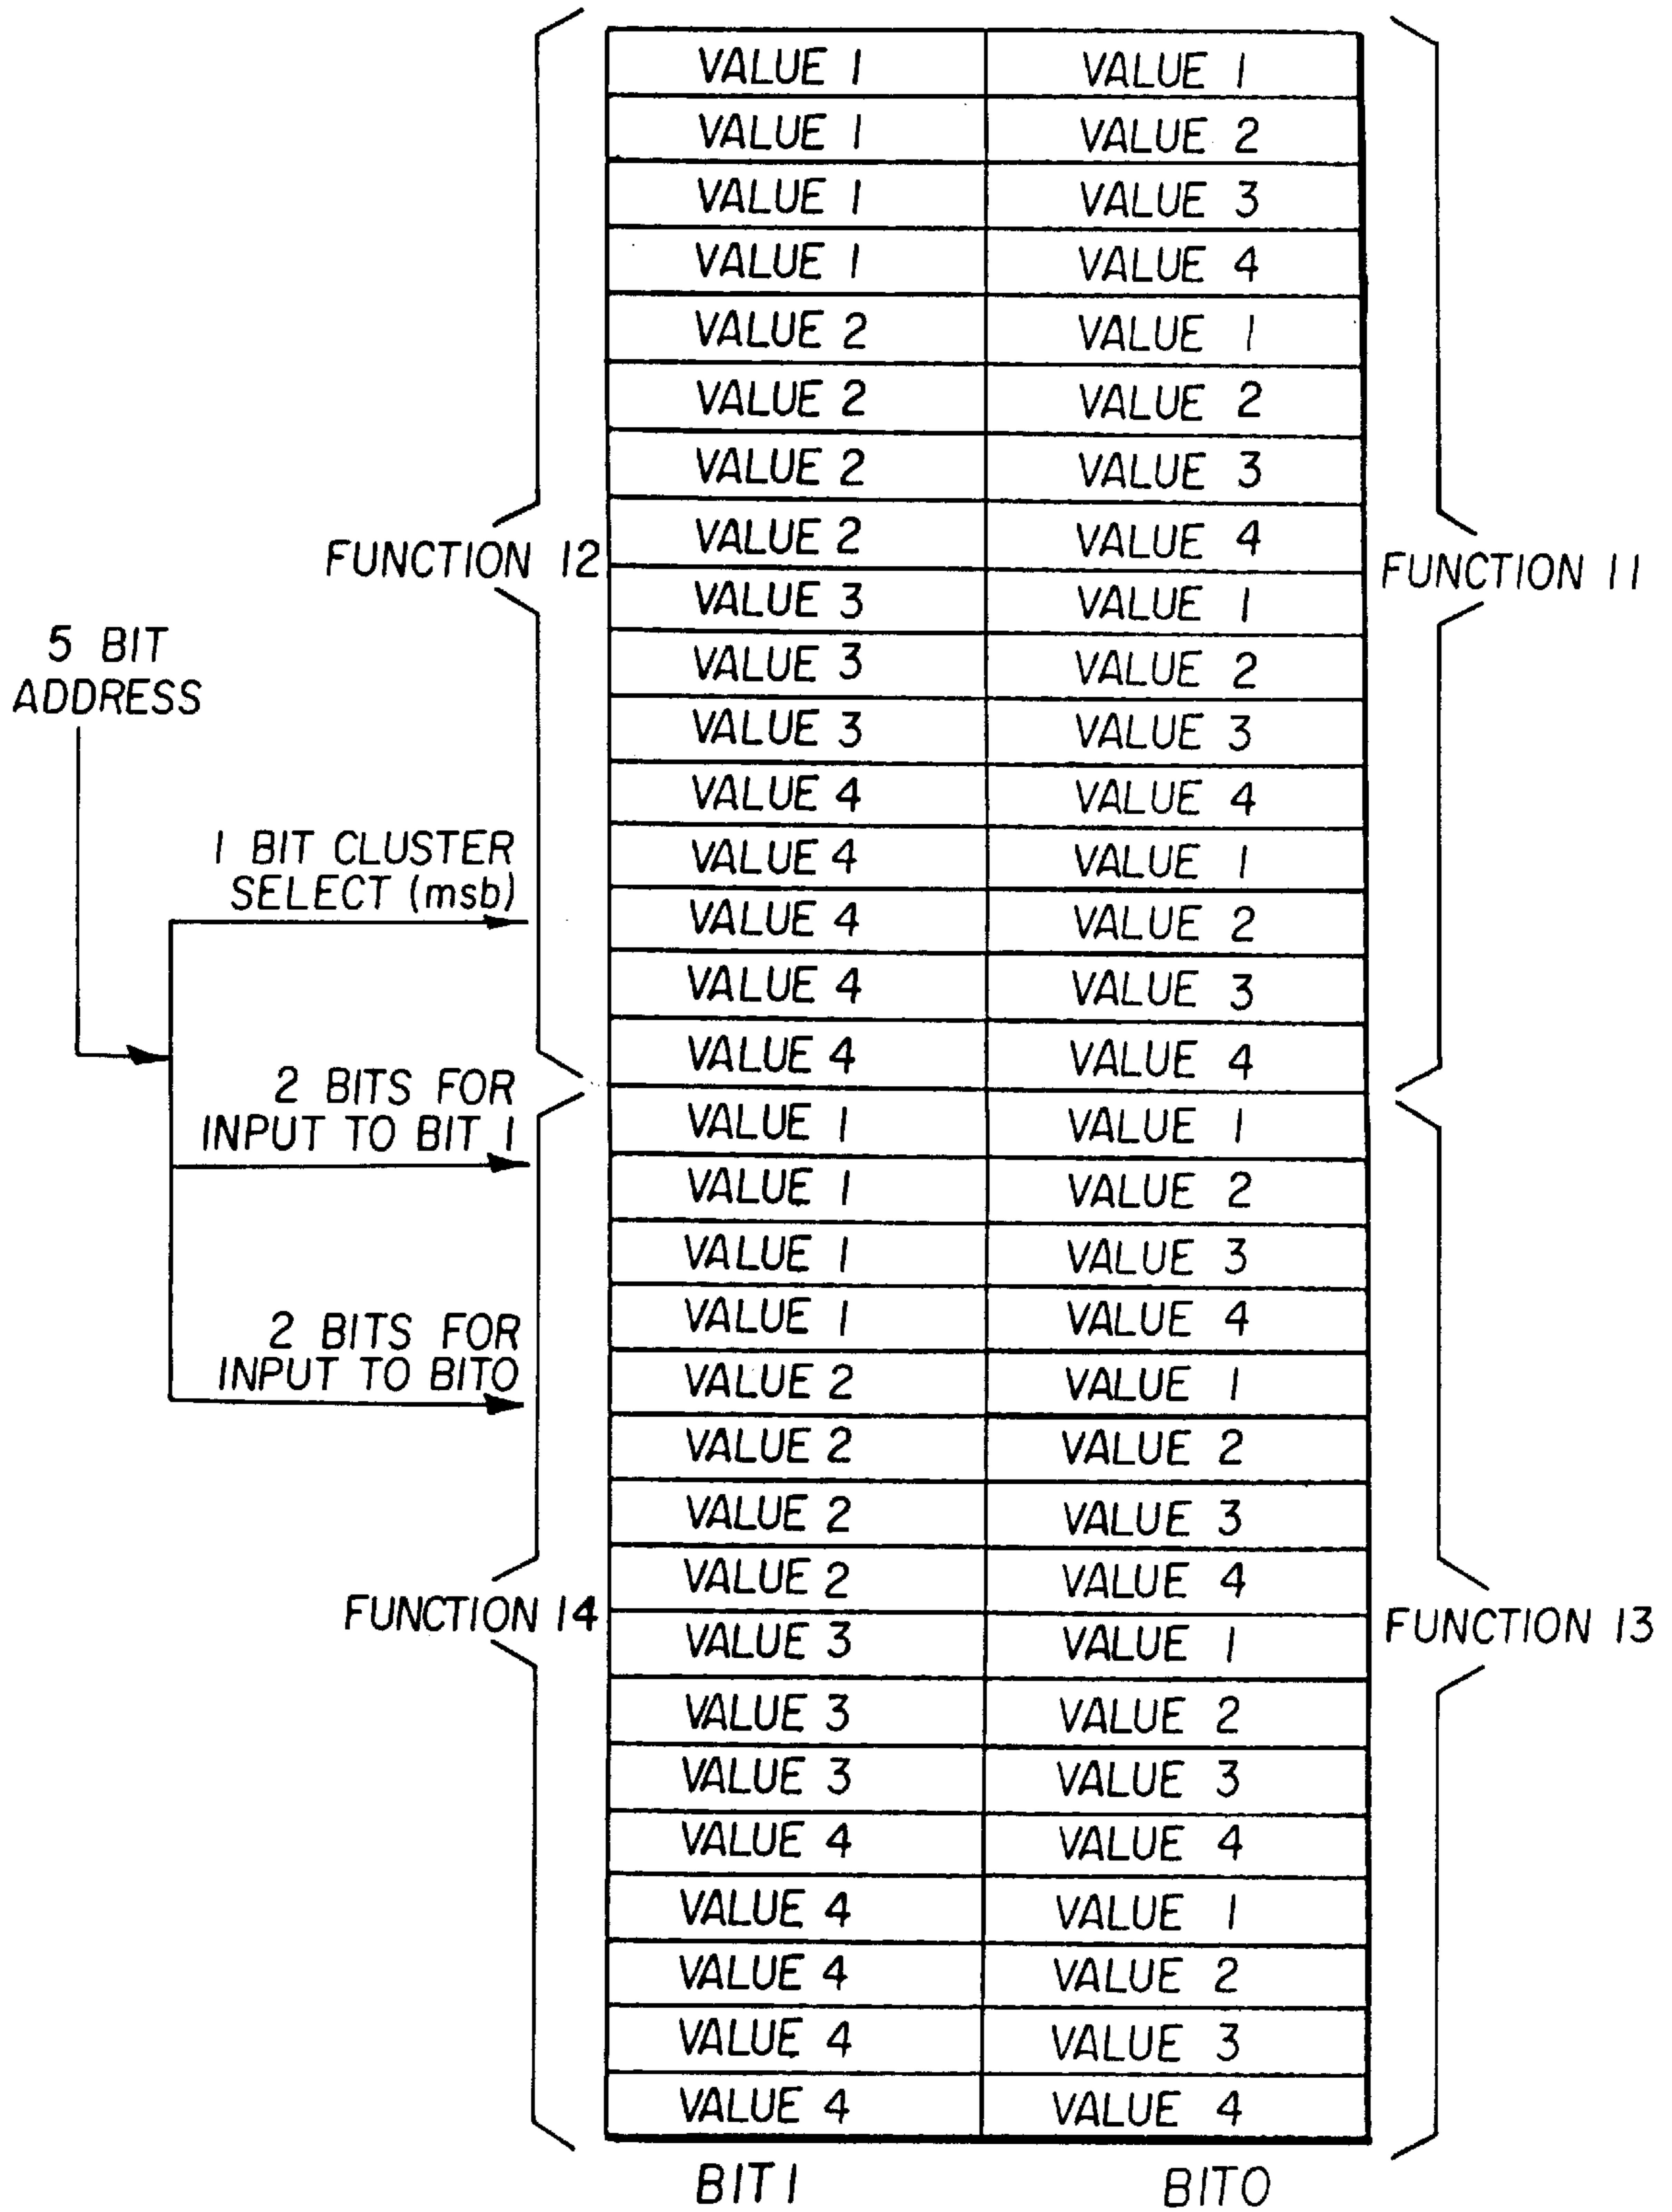 VALUE 1 VALUE 1
VALUE 1 VALUE 2
VALUE 1 VALUE 3
VALUE 1 VALUE 4
VALUE 2 VALUE 1
VALUE 2 VALUE 2
VALUE 2 VALUE 3
VALUE 2 VALUE 4
FUNCTION 12
FUNCTION 11
VALUE 3 VALUE 1
VALUE 3 VALUE 2
5 BIT
ADDRESS
VALUE 3 VALUE 3
VALUE 4 VALUE 4
VALUE 4 VALUE 1
1 BIT CLUSTER
SELECT (msb)
VALUE 4 VALUE 2
VALUE 4 VALUE 3
VALUE 4 VALUE 4
2 BITS FOR
INPUT TO BIT 1
VALUE 1 VALUE 1
VALUE 1 VALUE 2
VALUE 1 VALUE 3
VALUE 1 VALUE 4
2 BITS FOR
INPUT TO BIT0
VALUE 2 VALUE 1
VALUE 2 VALUE 2
VALUE 2 VALUE 3
VALUE 2 VALUE 4
FUNCTION 14
FUNCTION 13
VALUE 3 VALUE 1
VALUE 3 VALUE 2
VALUE 3 VALUE 3
VALUE 4 VALUE 4
VALUE 4 VALUE 1
VALUE 4 VALUE 2
VALUE 4 VALUE 3
VALUE 4 VALUE 4
BIT1 BIT0